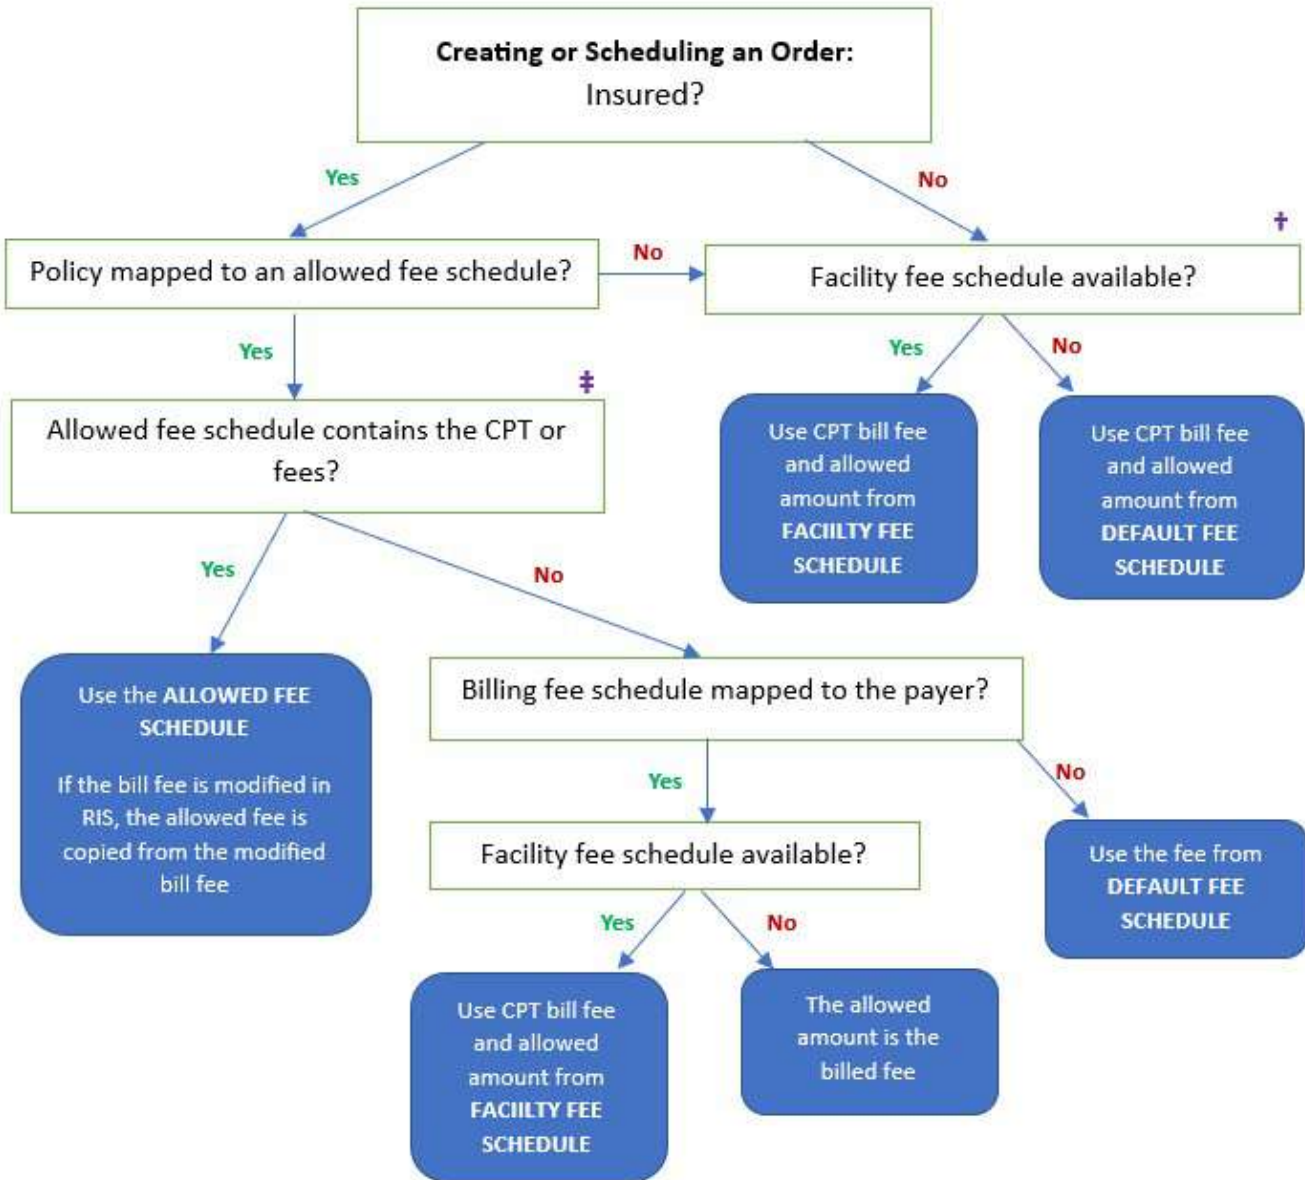 Creating or Scheduling an Order:
Insured?
Yes
No
†
Policy mapped to an allowed fee schedule?
No
Facility fee schedule available?
Yes
Yes
No
‡
Allowed fee schedule contains the CPT or
fees?
Use CPT bill fee
and allowed
amount from
FACIILTY FEE
SCHEDULE
Use CPT bill fee
and allowed
amount from
DEFAULT FEE
SCHEDULE
Yes
No
Use the ALLOWED FEE
SCHEDULE
If the bill fee is modified in
RIS, the allowed fee is
copied from the modified
bill fee
Billing fee schedule mapped to the payer?
Yes
No
Facility fee schedule available?
Use the fee from
DEFAULT FEE
SCHEDULE
Yes
No
Use CPT bill fee
and allowed
amount from
FACIILTY FEE
SCHEDULE
The allowed
amount is the
billed fee